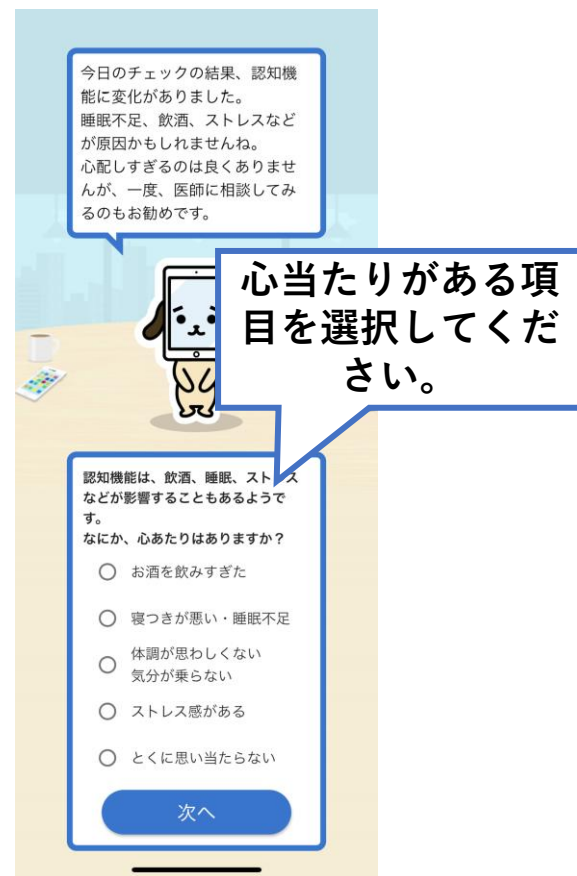 今日のチェックの結果、認知機
能に変化がありました。
睡眠不足、飲酒、ストレスなど
が原因かもしれませんね。
心配しすぎるのは良くありませ
んが、一度、医師に相談してみ
るのもお勧めです。
心当たりがある項
目を選択してくだ
さい。
認知機能は、飲酒、睡眠、スト ス
などが影響することもあるようで
す。
なにか、心あたりはありますか？
お酒を飲みすぎた
寝つきが悪い・睡眠不足
体調が思わしくない
気分が乗らない
ストレス感がある
とくに思い当たらない
次へ